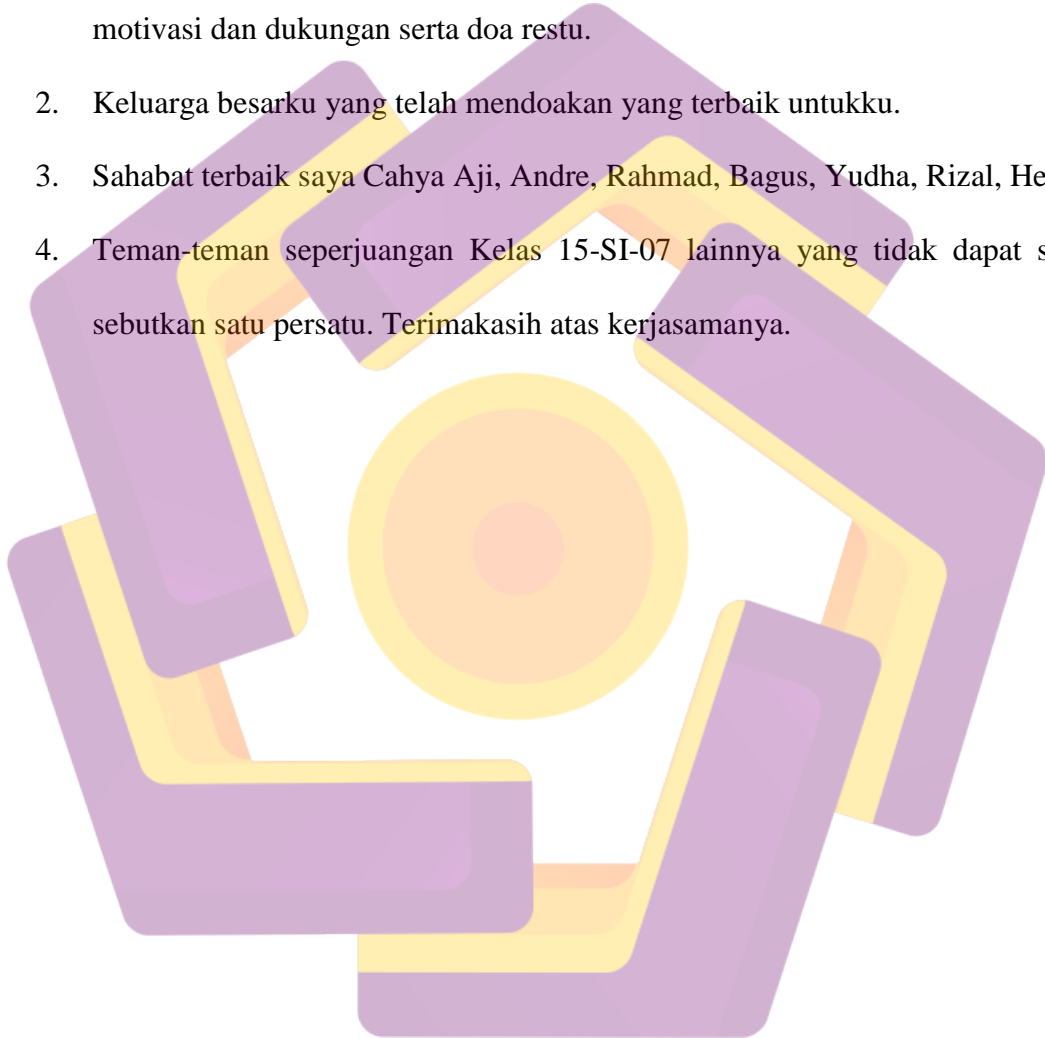 motivasi dan dukungan serta doa restu.
2. Keluarga besarku yang telah mendoakan yang terbaik untukku.
3. Sahabat terbaik saya Cahya Aji, Andre, Rahmad, Bagus, Yudha, Rizal,
4. Teman-teman seperjuangan Kelas 15-SI-07 lainnya yang tidak dapat
sebutkan satu persatu. Terimakasih atas kerjasamanya.